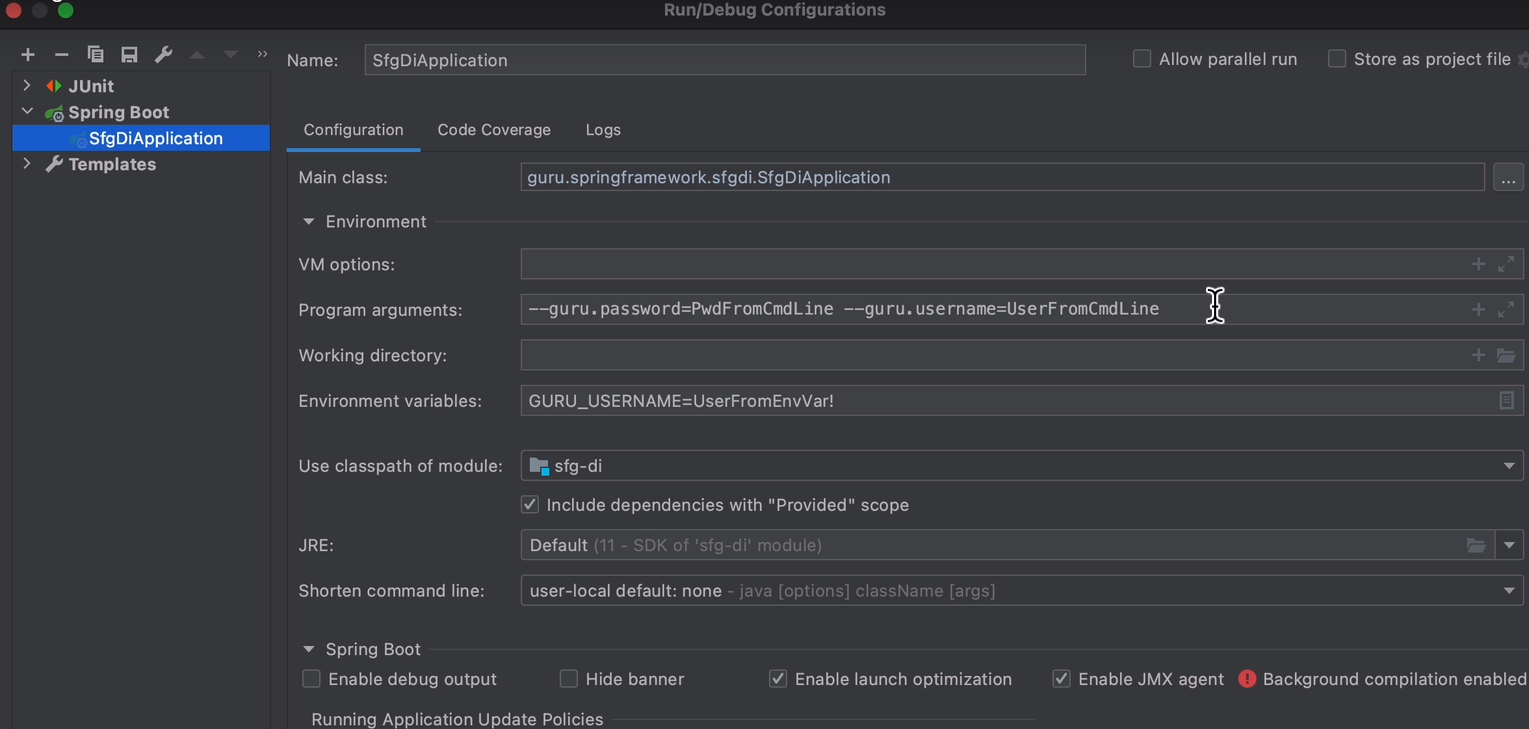 Run/Debug Configurations
Name: SfgDiApplication Allow parallel run Store as project file
JUnit
Spring Boot
SfgDiApplication
Templates
Configuration Code Coverage Logs
Main class: guru.springframework.sfgdi.SfgDiApplication ...
Environment
VM options:
Program arguments: --guru.password=PwdFromCmdLine --guru.username=UserFromCmdLine
Working directory:
Environment variables: GURU_USERNAME=UserFromEnvVar!
Use classpath of module: sfg-di
Include dependencies with "Provided" scope
JRE: Default (11 - SDK of 'sfg-di' module)
Shorten command line: user-local default: none - java [options] className [args]
Spring Boot
Enable debug output Hide banner Enable launch optimization Enable JMX agent Background compilation enabled
Running Application Update Policies